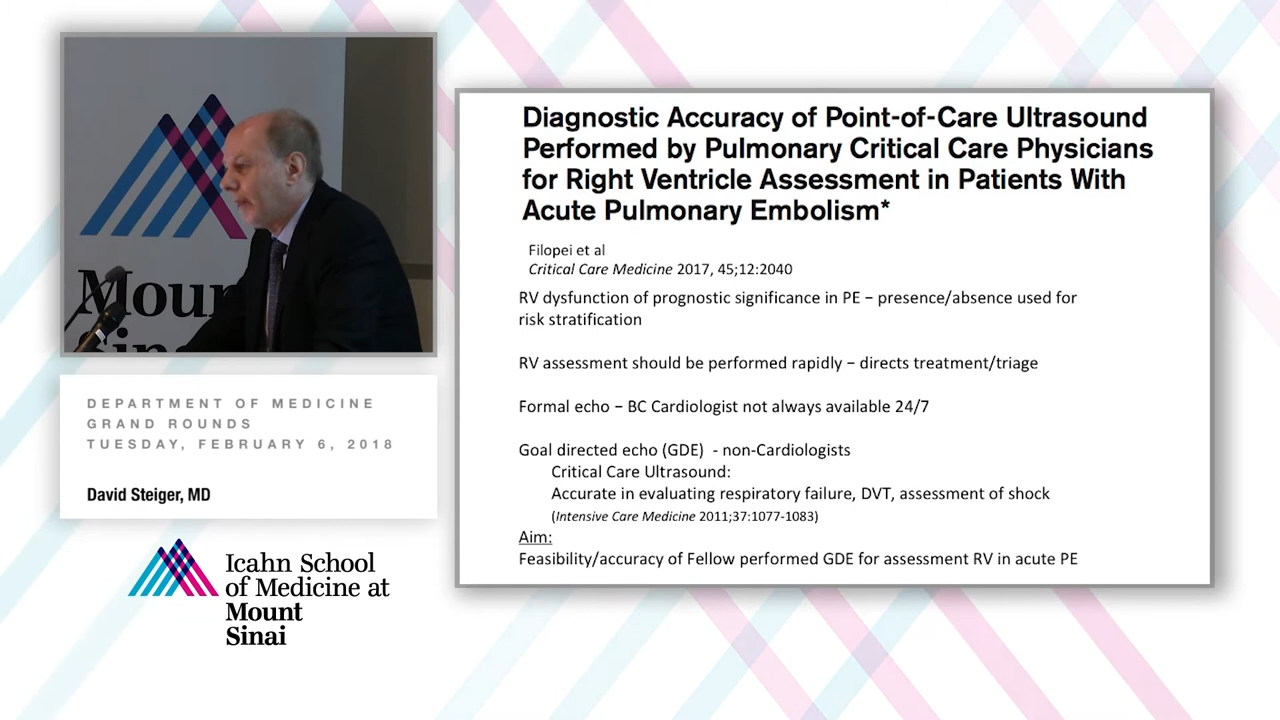 Mount
Sinai
DEPARTMENT OF MEDICINE
GRAND ROUNDS
TUESDAY, FEBRUARY 6, 2018
David Steiger, MD
Icahn School
of Medicine at
Mount
Sinai
Diagnostic Accuracy of Point-of-Care Ultrasound
Performed by Pulmonary Critical Care Physicians
for Right Ventricle Assessment in Patients With
Acute Pulmonary Embolism*
Filopei et al
Critical Care Medicine 2017, 45;12:2040
RV dysfunction of prognostic significance in PE – presence/absence used for
risk stratification
RV assessment should be performed rapidly – directs treatment/triage
Formal echo – BC Cardiologist not always available 24/7
Goal directed echo (GDE) - non-Cardiologists
Critical Care Ultrasound:
Accurate in evaluating respiratory failure, DVT, assessment of shock
(Intensive Care Medicine 2011;37:1077-1083)
Aim:
Feasibility/accuracy of Fellow performed GDE for assessment RV in acute PE